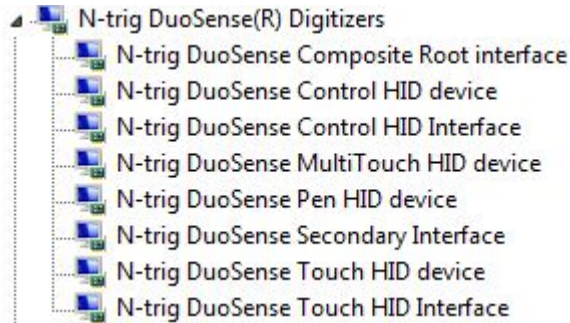 N-trig DuoSense(R) Digitizers
N-trig DuoSense Composite Root interface
N-trig DuoSense Control HID device
N-trig DuoSense Control HID Interface
N-trig DuoSense MultiTouch HID device
N-trig DuoSense Pen HID device
N-trig DuoSense Secondary Interface
N-trig DuoSense Touch HID device
N-trig DuoSense Touch HID Interface